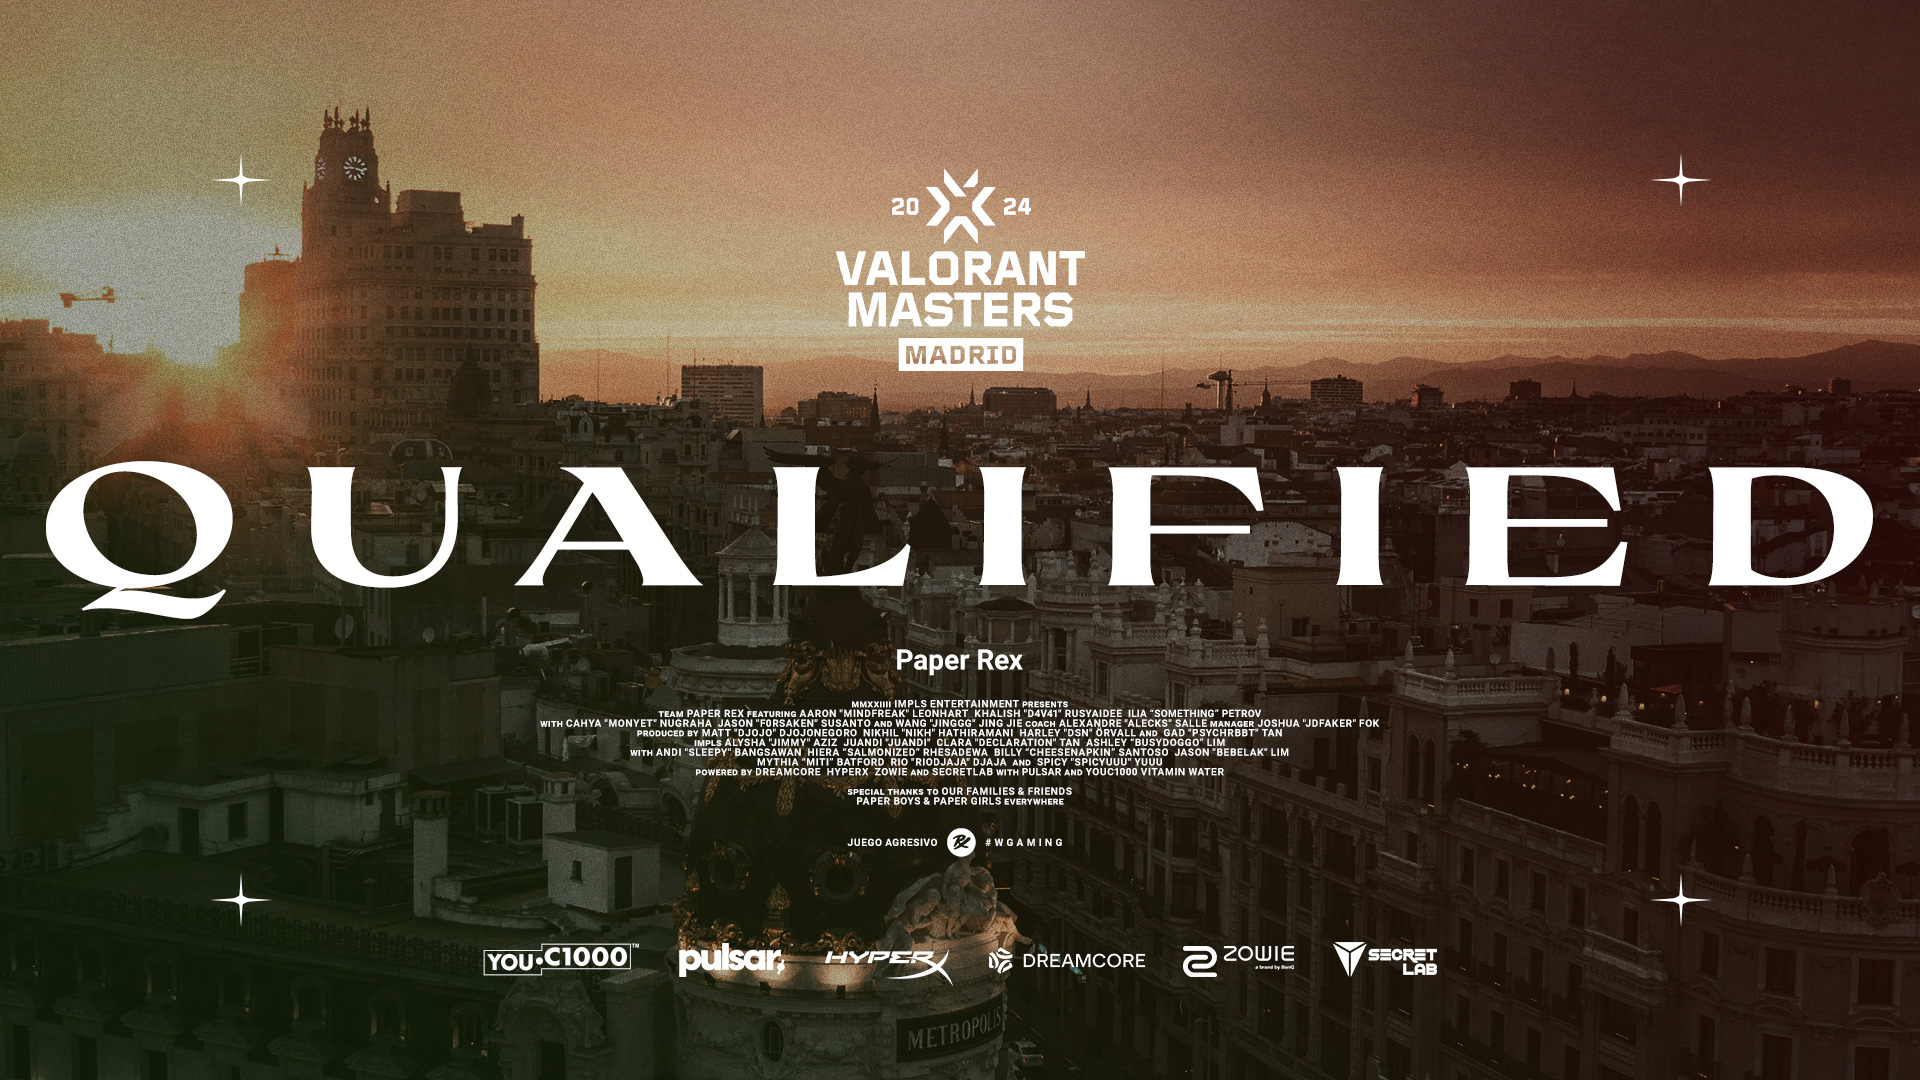 20 24
VALORANT
MASTERS
MADRID
QUALIFIED
Paper Rex
MMXXIIII IMPLS ENTERTAINMENT PRESENTS
TEAM PAPER REX FEATURING AARON "MINDFREAK" LEONHART KHALISH "D4V41" RUSYAIDEE ILIA "SOMETHING" PETROV
WITH CAHYA "MONYET" NUGRAHA JASON "F0RSAKEN" SUSANTO AND WANG "JINGGG" JING JIE COACH ALEXANDRE "ALECKS" SALLE MANAGER JOSHUA "JDFAKER" FOK
PRODUCED BY MATT "DJOJO" DJOJONEGORO NIKHIL "NIKH" HATHIRAMANI HARLEY "DSN" ÖRVALL AND GAD "PSYCHRBBT" TAN
IMPLS ALYSHA "JIMMY" AZIZ JUANDI "JUANDI" CLARA "DECLARATION" TAN ASHLEY "BUSYDOGGO" LIM
WITH ANDI "SLEEPY" BANGSAWAN HIERA "SALMONIZED" RHESADEWA BILLY "CHEESENAPKIN" SANTOSO JASON "BEBELAK" LIM
MYTHIA "MITI" BATFORD RIO "RIODJAJA" DJAJA AND SPICY "SPICYUUU" YUUU
POWERED BY DREAMCORE HYPERX ZOWIE AND SECRETLAB WITH PULSAR AND YOUC1000 VITAMIN WATER
SPECIAL THANKS TO OUR FAMILIES & FRIENDS
PAPER BOYS & PAPER GIRLS EVERYWHERE
JUEGO AGRESIVO #WGAMING
YOU•C1000™ pulsar HYPERX DREAMCORE ZOWIE a brand by BenQ SECRET LAB
METROPOLIS